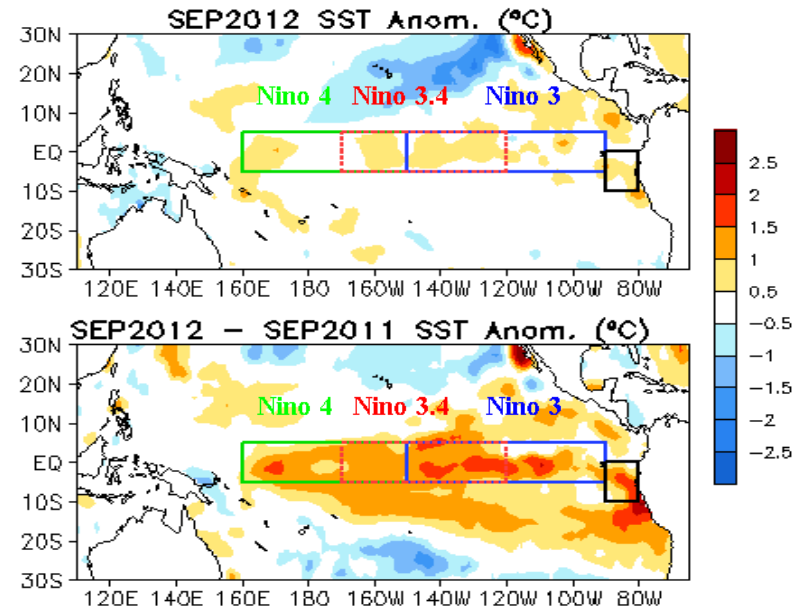 SEP2012 SST Anom. (ºC)
30N
20N
Nino 4 Nino 3.4 Nino 3
10N
EQ
10S
20S
30S
120E 140E 160E 180 160W 140W 120W 100W 80W
SEP2012 − SEP2011 SST Anom. (ºC)
30N
20N
Nino 4 Nino 3.4 Nino 3
10N
EQ
10S
20S
30S
120E 140E 160E 180 160W 140W 120W 100W 80W
2.5
2
1.5
1
0.5
−0.5
−1
−1.5
−2
−2.5